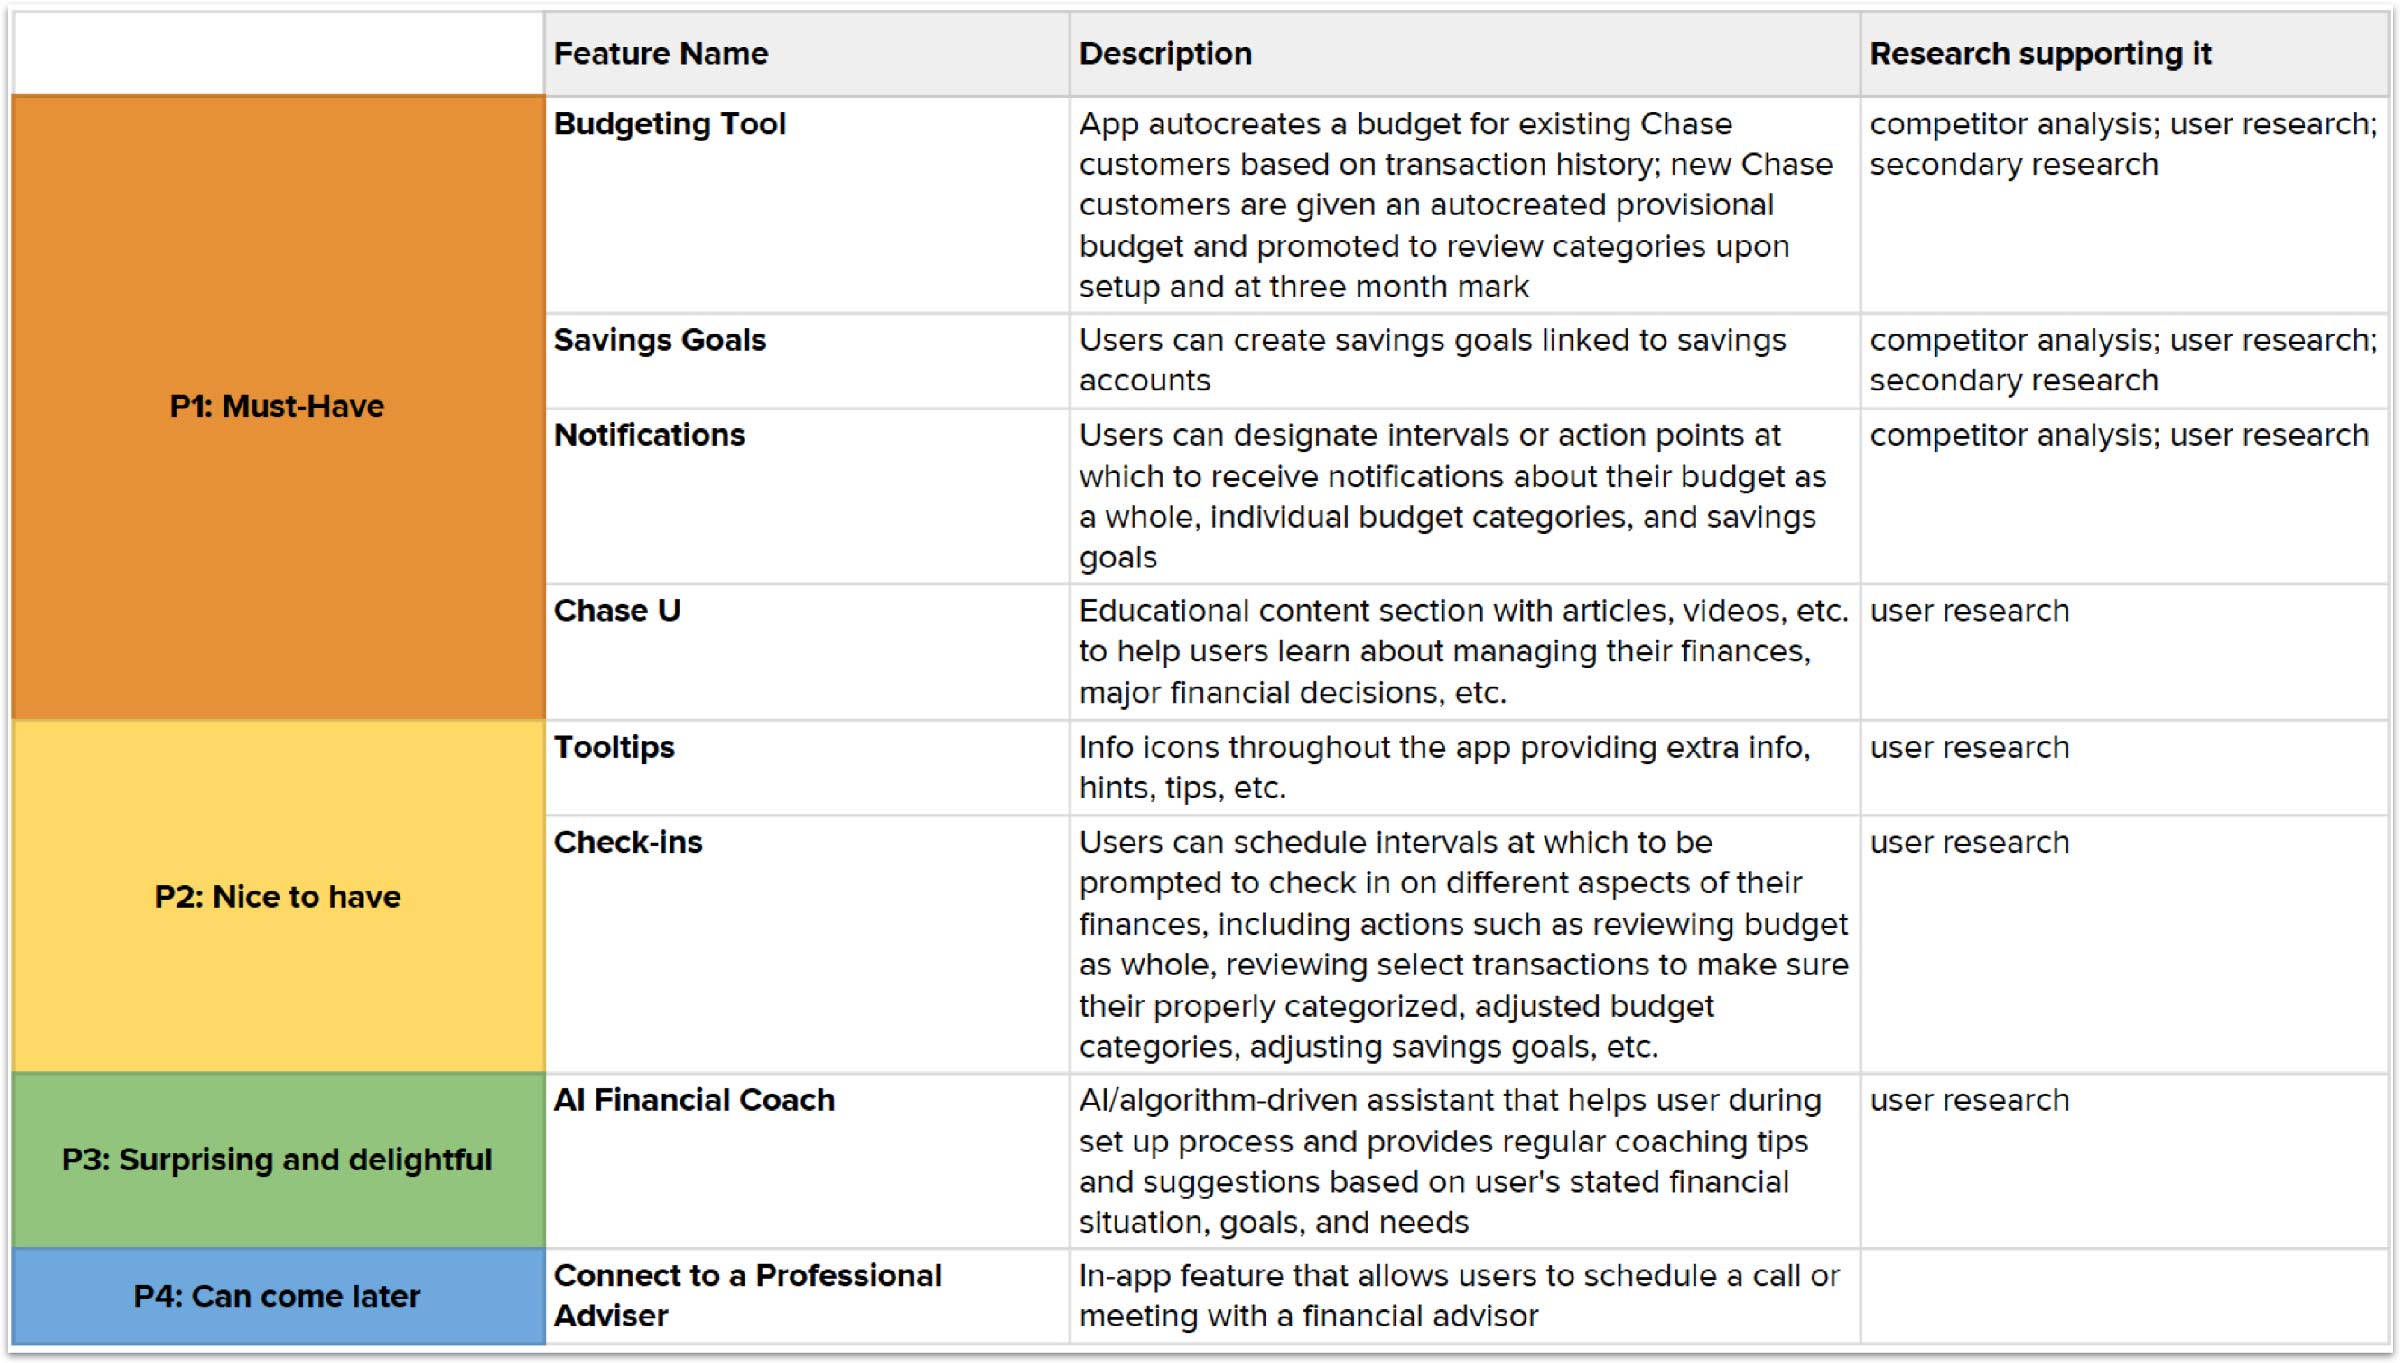 Feature Name
Description
Research supporting it
P1: Must-Have
Budgeting Tool
App autocreates a budget for existing Chase
customers based on transaction history; new Chase
customers are given an autocreated provisional
budget and promoted to review categories upon
setup and at three month mark
competitor analysis; user research;
secondary research
Savings Goals
Users can create savings goals linked to savings
accounts
competitor analysis; user research;
secondary research
Notifications
Users can designate intervals or action points at
which to receive notifications about their budget as
a whole, individual budget categories, and savings
goals
competitor analysis; user research
Chase U
Educational content section with articles, videos, etc.
to help users learn about managing their finances,
major financial decisions, etc.
user research
P2: Nice to have
Tooltips
Info icons throughout the app providing extra info,
hints, tips, etc.
user research
Check-ins
Users can schedule intervals at which to be
prompted to check in on different aspects of their
finances, including actions such as reviewing budget
as whole, reviewing select transactions to make sure
their properly categorized, adjusted budget
categories, adjusting savings goals, etc.
user research
P3: Surprising and delightful
AI Financial Coach
AI/algorithm-driven assistant that helps user during
set up process and provides regular coaching tips
and suggestions based on user's stated financial
situation, goals, and needs
user research
P4: Can come later
Connect to a Professional
Adviser
In-app feature that allows users to schedule a call or
meeting with a financial advisor